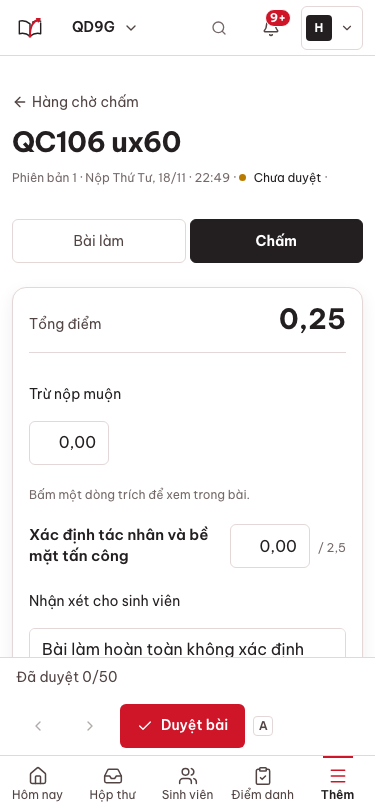 QD9G
9+
H
Hàng chờ chấm
QC106 ux60
Phiên bản 1 · Nộp Thứ Tư, 18/11 · 22:49 · Chưa duyệt ·
Bài làm
Chấm
Tổng điểm
0,25
Trừ nộp muộn
0,00
Bấm một dòng trích để xem trong bài.
Xác định tác nhân và bề
mặt tấn công
0,00
/ 2,5
Nhận xét cho sinh viên
Bài làm hoàn toàn không xác định
Đã duyệt 0/50
Duyệt bài
A
Hôm nay
Hộp thư
Sinh viên
Điểm danh
Thêm